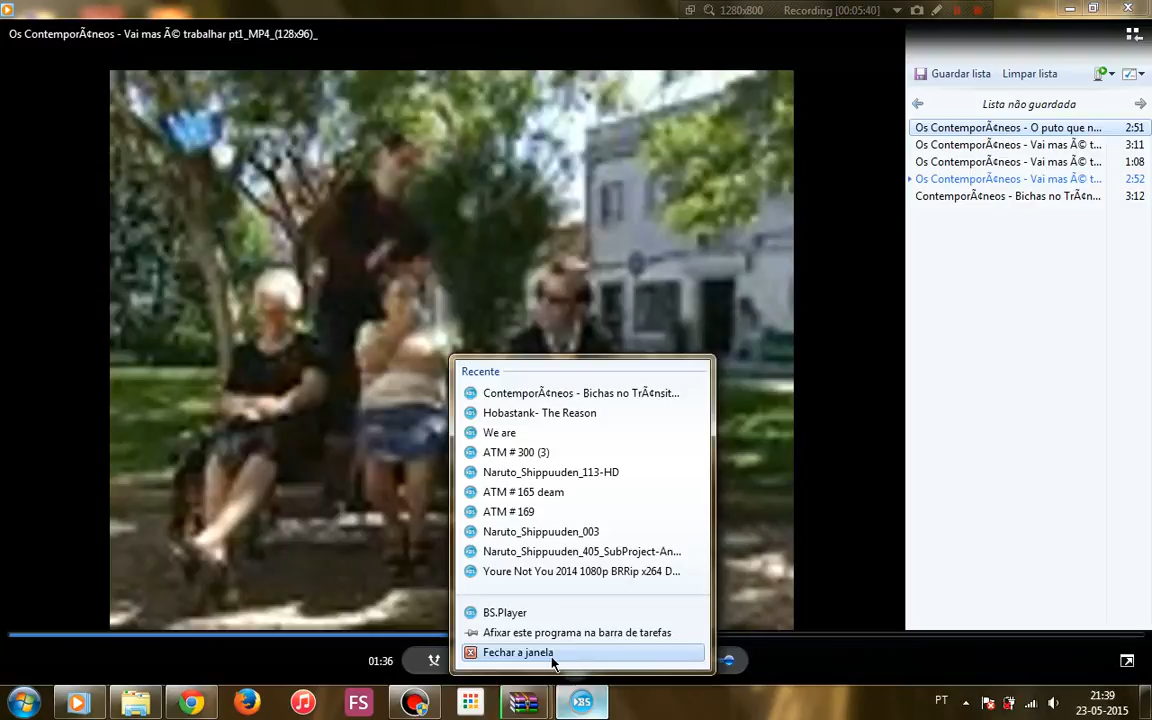 1280x800
Recording [00:05:40]
Os ContemporÃ¢neos - Vai mas Ã© trabalhar pt1_MP4_(128x96)_
Guardar lista
Limpar lista
Lista não guardada
Os ContemporÃ¢neos - O puto que n... 2:51
Os ContemporÃ¢neos - Vai mas Ã© t... 3:11
Os ContemporÃ¢neos - Vai mas Ã© t... 1:08
Os ContemporÃ¢neos - Vai mas Ã© t... 2:52
ContemporÃ¢neos - Bichas no TrÃ¢n... 3:12
Recente
ContemporÃ¢neos - Bichas no TrÃ¢nsit...
Hobastank- The Reason
We are
ATM # 300 (3)
Naruto_Shippuuden_113-HD
ATM # 165 deam
ATM # 169
Naruto_Shippuuden_003
Naruto_Shippuuden_405_SubProject-An...
Youre Not You 2014 1080p BRRip x264 D...
BS.Player
Afixar este programa na barra de tarefas
Fechar a janela
01:36
FS
BS
PT
21:39
23-05-2015